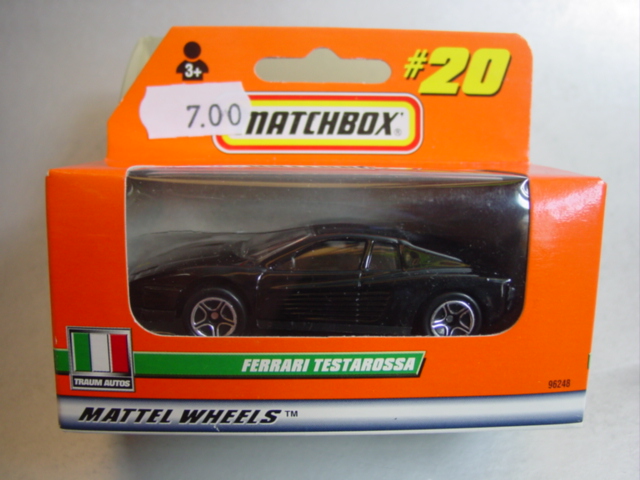 3+
#20
7.00
MATCHBOX®
TRAUM AUTOS
FERRARI TESTAROSSA
96248
MATTEL WHEELS™